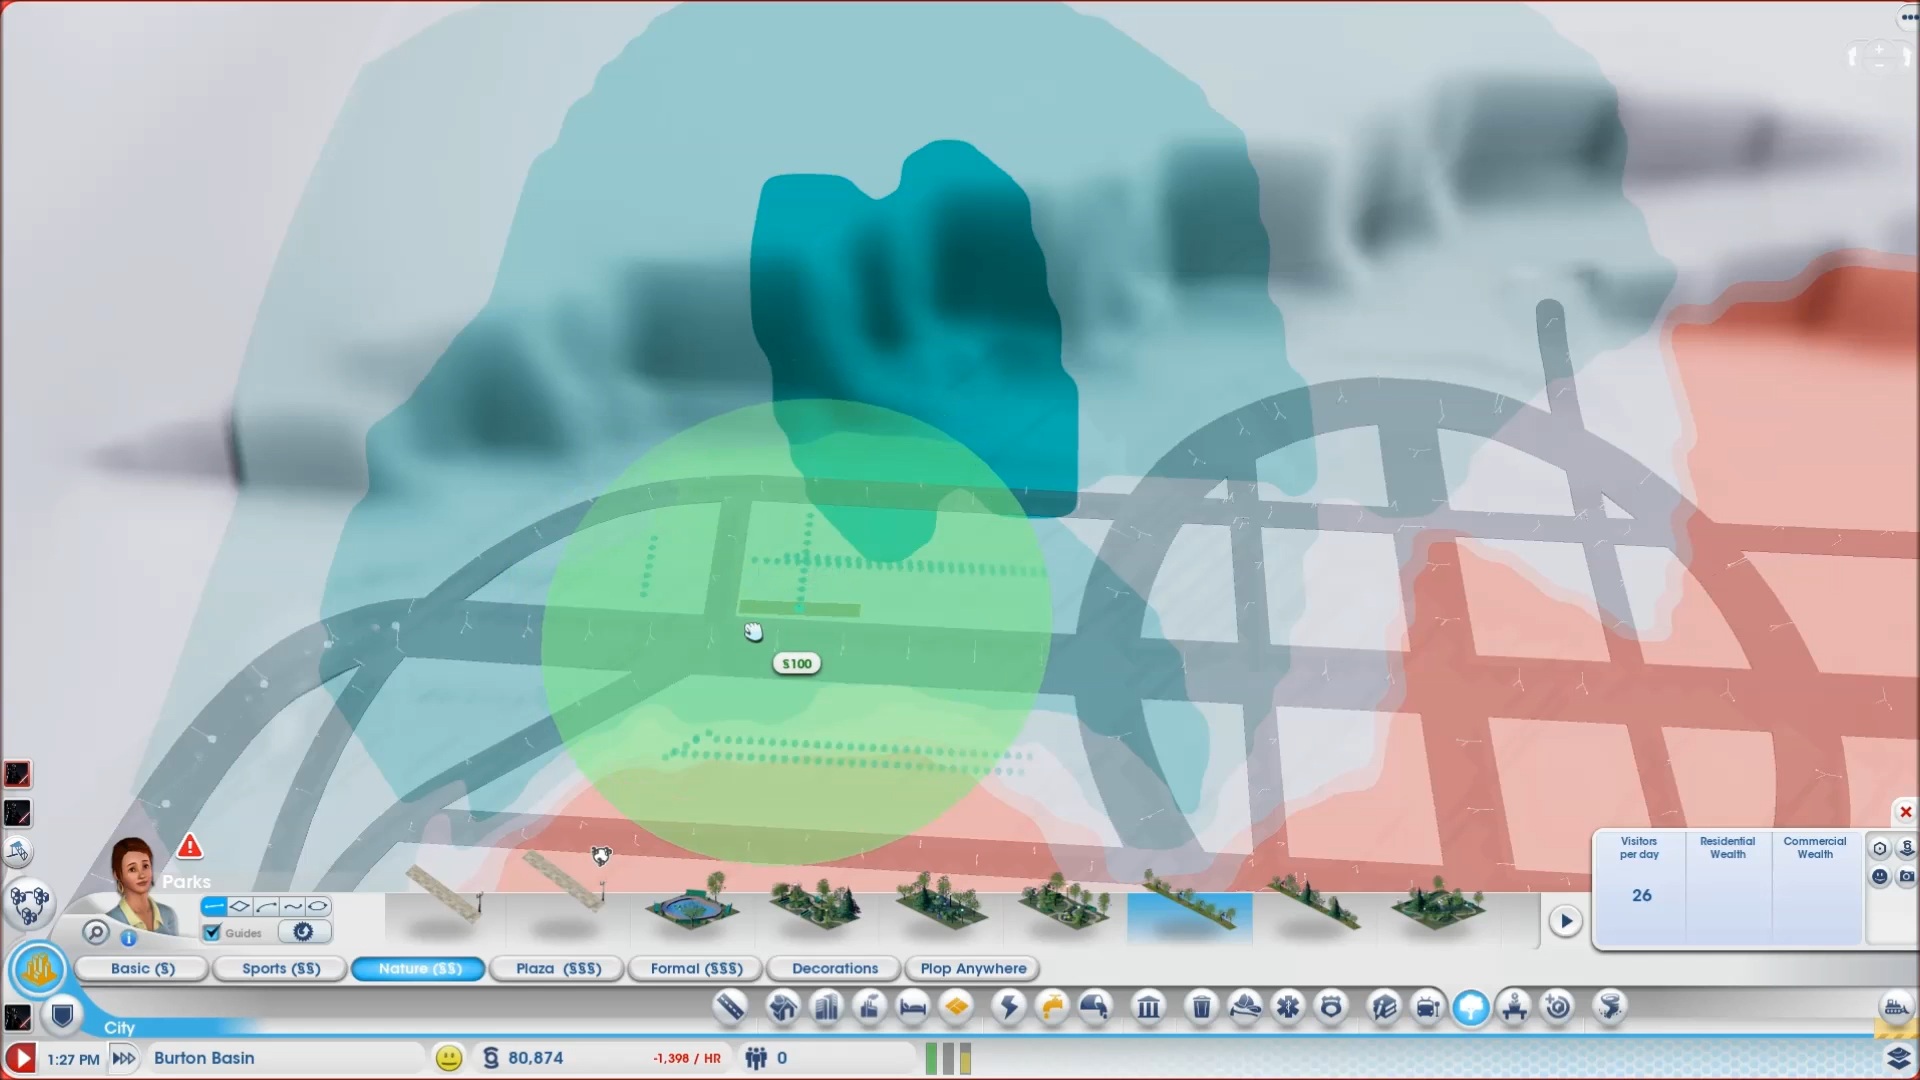 $100
Visitors per day
Residential Wealth
Commercial Wealth
26
Parks
Guides
Basic ($)
Sports ($$)
Nature ($$)
Plaza ($$$)
Formal ($$$)
Decorations
Plop Anywhere
City
1:27 PM
Burton Basin
80,874
-1,398 / HR
0